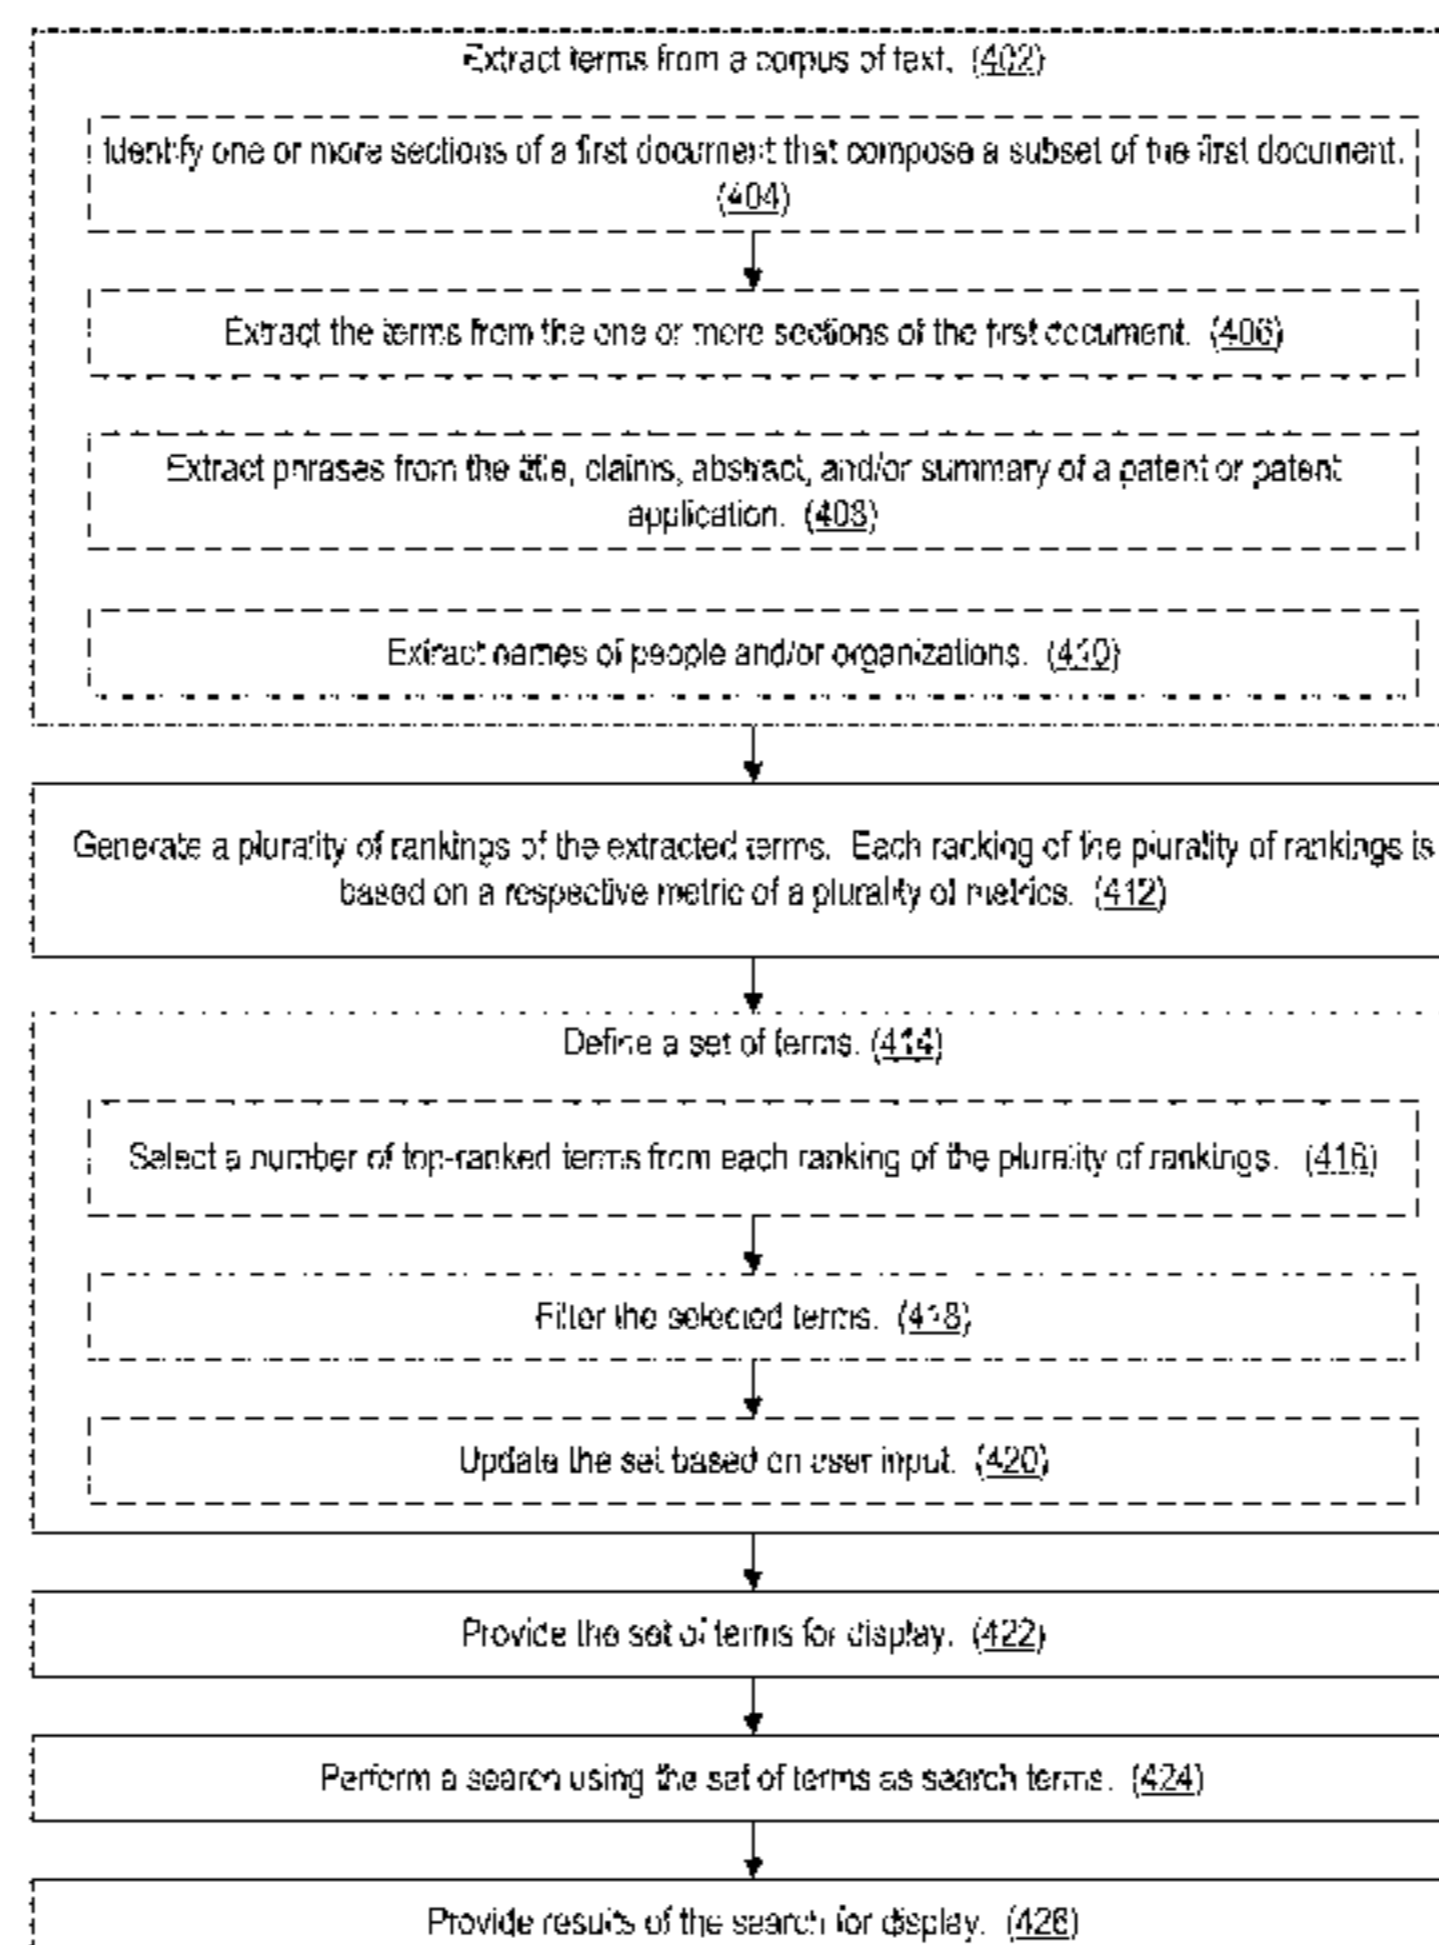 Extract terms from a corpus of text. (402)
Identify one or more sections of a first document that compose a subset of the first document.
(404)
Extract the terms from the one or more sections of the first document. (406)
Extract phrases from the title, claims, abstract, and/or summary of a patent or patent
application. (408)
Extract names of people and/or organizations. (410)
Generate a plurality of rankings of the extracted terms. Each ranking of the plurality of rankings is
based on a respective metric of a plurality of metrics. (412)
Define a set of terms. (414)
Select a number of top-ranked terms from each ranking of the plurality of rankings. (416)
Filter the selected terms. (418)
Update the set based on user input. (420)
Provide the set of terms for display. (422)
Perform a search using the set of terms as search terms. (424)
Provide results of the search for display. (426)